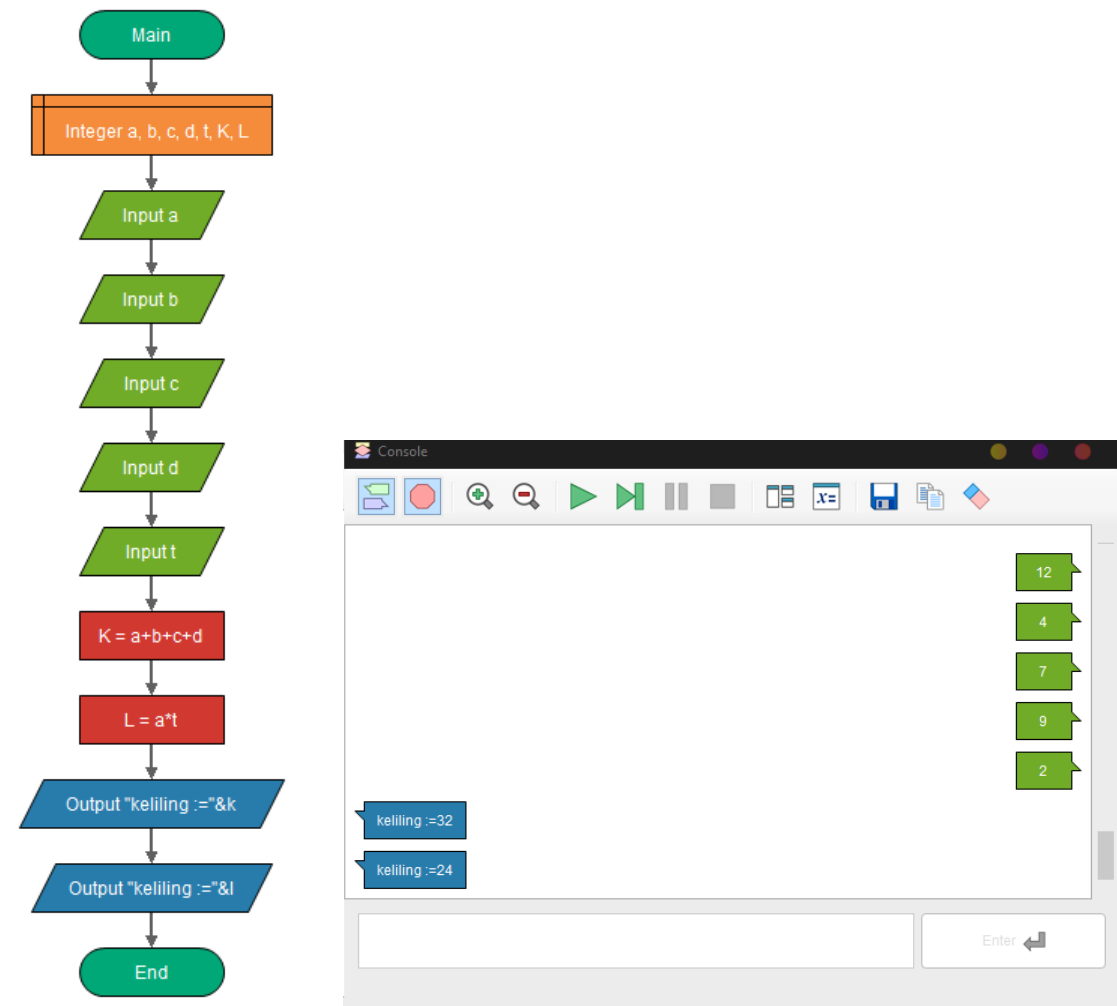 Main
Integer a, b, c, d, t, K, L
Input a
Input b
Input c
Input d
Input t
K = a+b+c+d
L = a*t
Output "keliling :="&k
Output "keliling :="&l
End
Console
x=
12
4
7
9
2
keliling :=32
keliling :=24
Enter